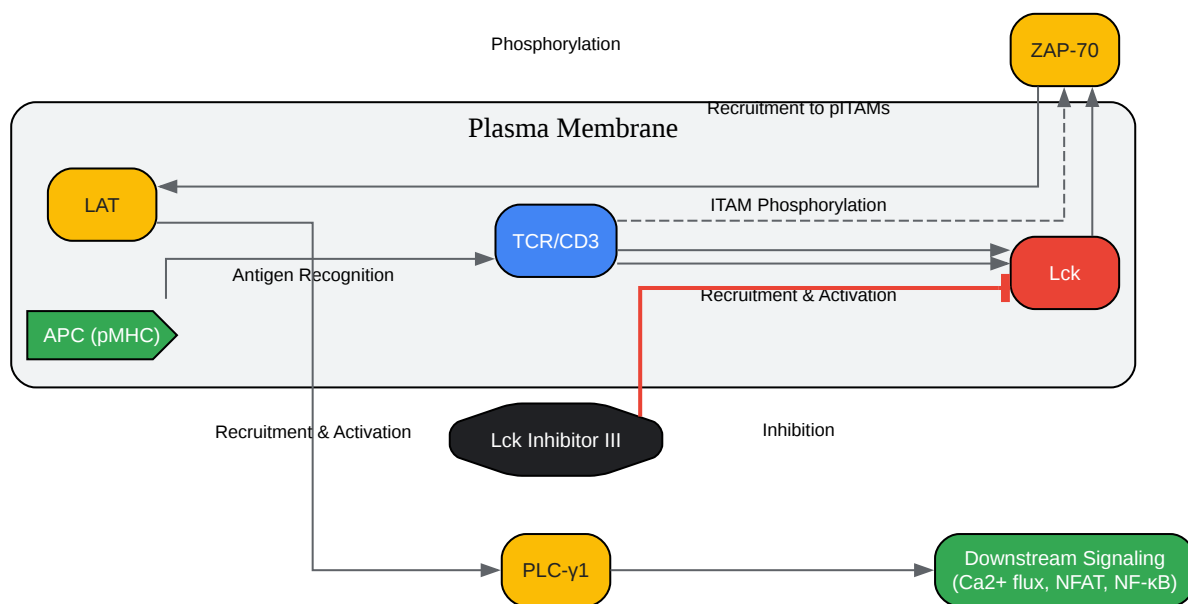 Phosphorylation
ZAP-70
Recruitment to pITAMs
Plasma Membrane
LAT
ITAM Phosphorylation
TCR/CD3
Antigen Recognition
Lck
Recruitment & Activation
APC (pMHC)
Recruitment & Activation
Lck Inhibitor III
Inhibition
PLC-γ1
Downstream Signaling
(Ca2+ flux, NFAT, NF-κB)